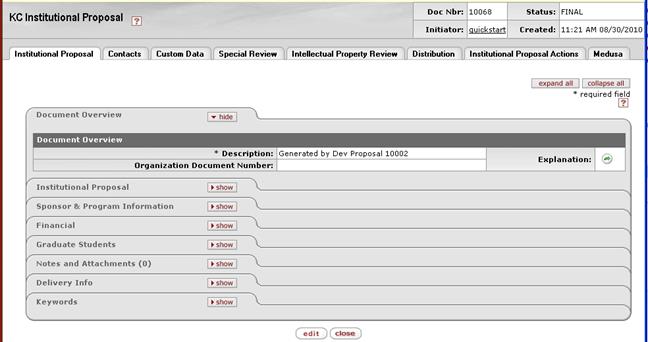 KC Institutional Proposal ?
Doc Nbr: 10068 Status: FINAL
Initiator: quickstart Created: 11:21 AM 08/30/2010
Institutional Proposal Contacts Custom Data Special Review Intellectual Property Review Distribution Institutional Proposal Actions Medusa
expand all collapse all
* required field
?
Document Overview hide
Document Overview
* Description: Generated by Dev Proposal 10002 Explanation:
Organization Document Number:
Institutional Proposal show
Sponsor & Program Information show
Financial show
Graduate Students show
Notes and Attachments (0) show
Delivery Info show
Keywords show
edit close